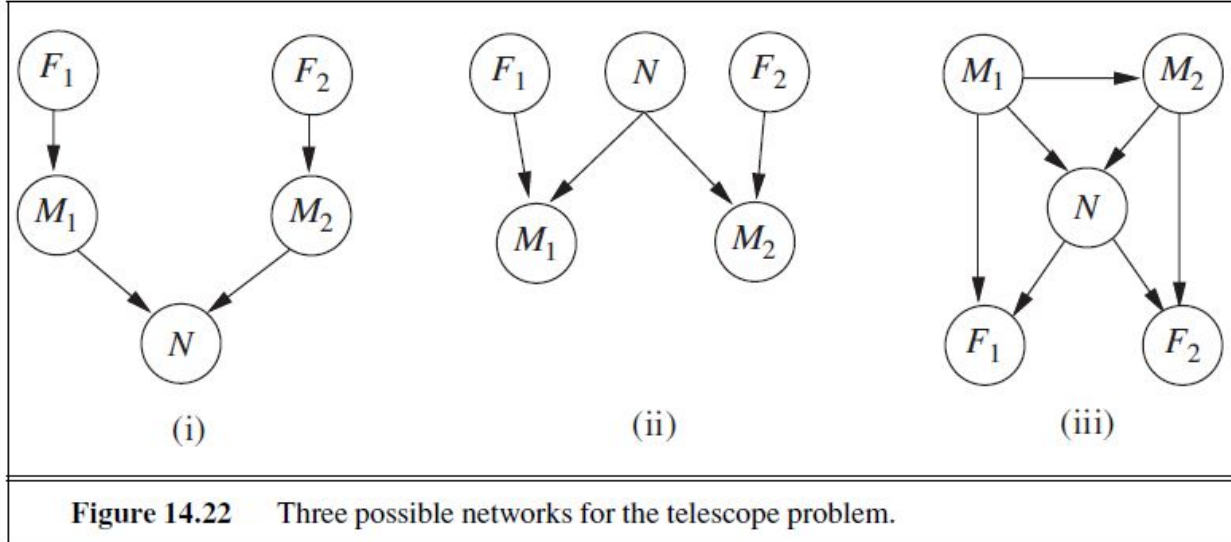 F1 F2 F1 N F2 M1 M2
M1 M2 N
M1 M2
N F1 F2
(i) (ii) (iii)
Figure 14.22 Three possible networks for the telescope problem.